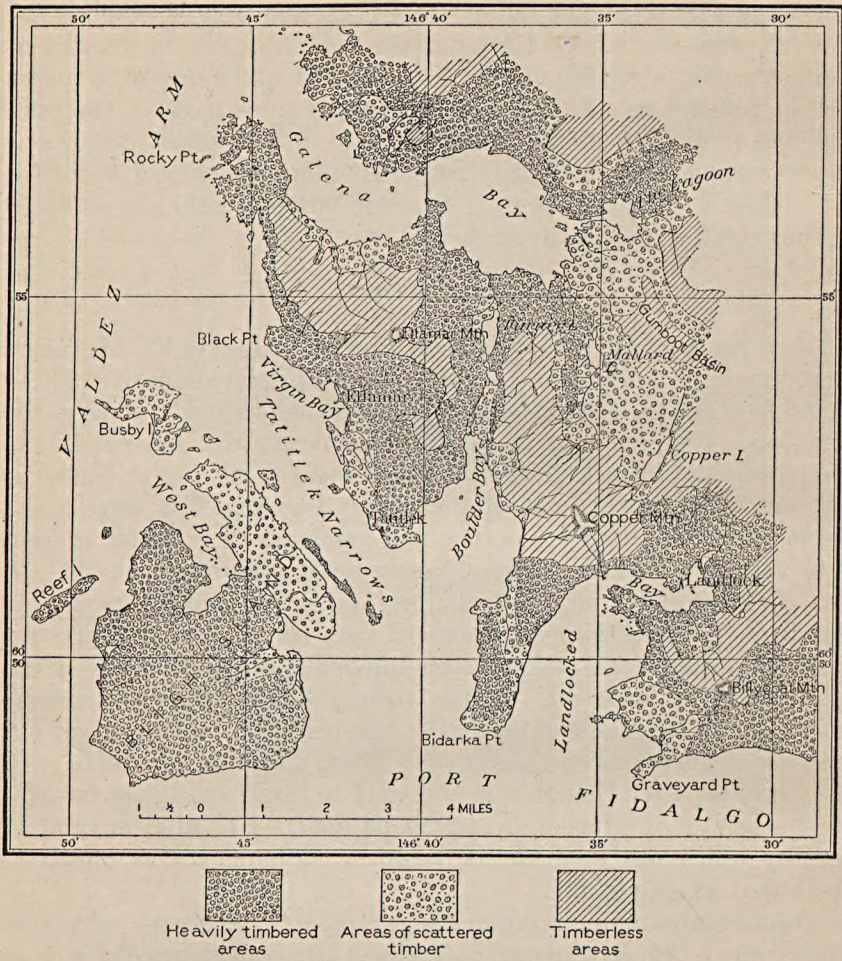 50'
45'
146°40'
35'
30'
ARM
Rocky Pt.
Galena
Bay
The Lagoon
55'
55'
VALDEZ
Black Pt
Ellamar Mtn
Gumboot Basin
Mallard
L
Virgin Bay
Ellamar
Busby I.
Tatitlek Narrows
Copper L
West Bay
Boulder Bay
Tatitlek
Copper Mtn
Reef I
Bay
Landlock
BLIGH ISLAND
60°
50'
60°
50'
Landlocked
Billygoat Mtn
Bidarka Pt
Graveyard Pt
PORT
FIDALGO
1 ½ 0 1 2 3 4 MILES
50'
45'
146°40'
35'
30'
Heavily timbered
areas
Areas of scattered
timber
Timberless
areas